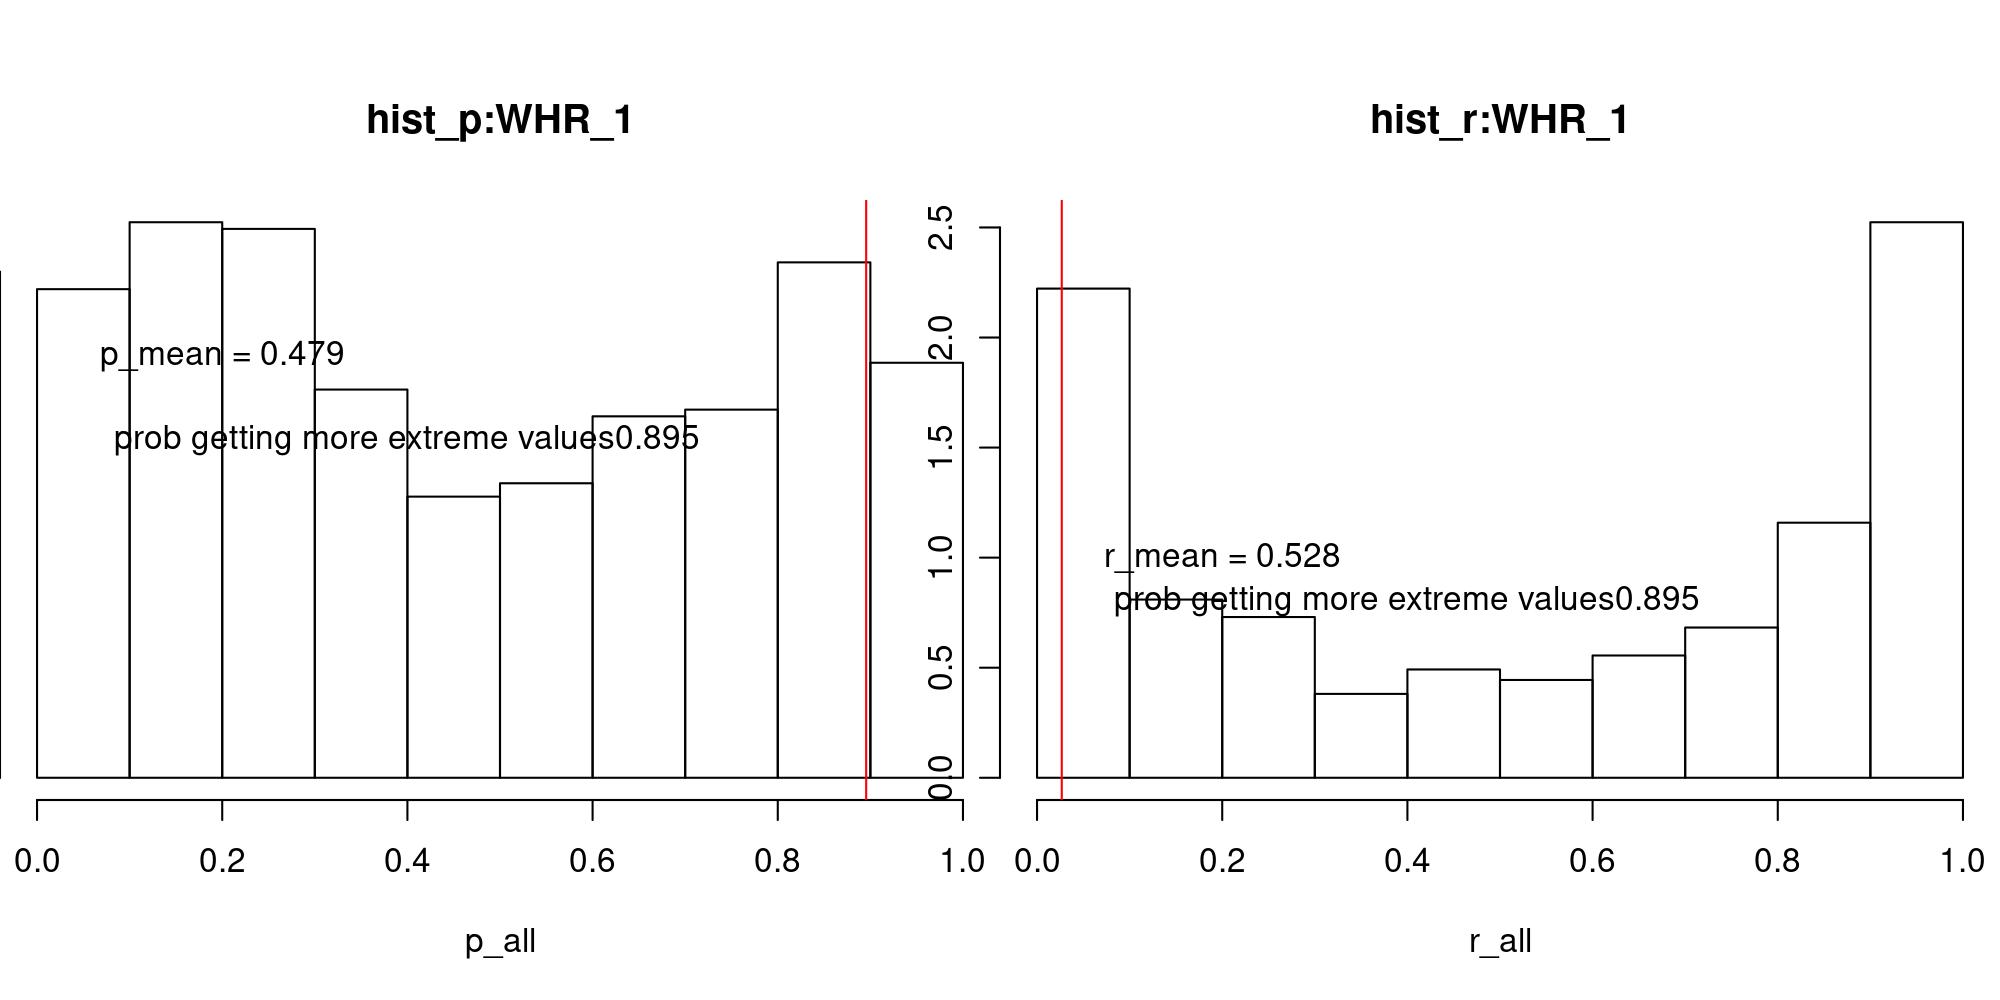 hist_p:WHR_1
p_mean = 0.479
prob getting more extreme values0.895
0.0 0.2 0.4 0.6 0.8 1.0
p_all
hist_r:WHR_1
2.5
2.0
1.5
1.0
0.5
0.0
r_mean = 0.528
prob getting more extreme values0.895
0.0 0.2 0.4 0.6 0.8 1.0
r_all